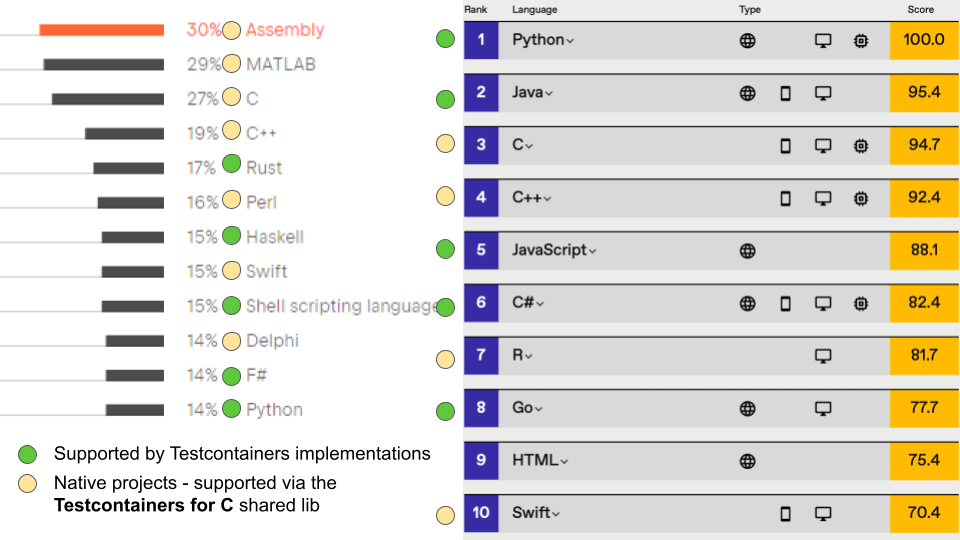 30% Assembly
29% MATLAB
27% C
19% C++
17% Rust
16% Perl
15% Haskell
15% Swift
15% Shell scripting language
14% Delphi
14% F#
14% Python
Supported by Testcontainers implementations
Native projects - supported via the
Testcontainers for C shared lib
Rank Language Type Score
1 Python 100.0
2 Java 95.4
3 C 94.7
4 C++ 92.4
5 JavaScript 88.1
6 C# 82.4
7 R 81.7
8 Go 77.7
9 HTML 75.4
10 Swift 70.4